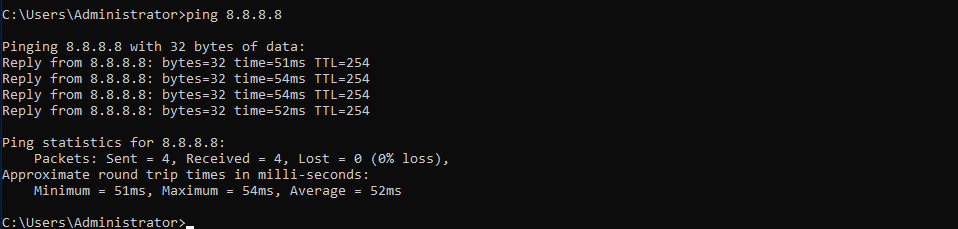 C:\Users\Administrator>ping 8.8.8.8
Pinging 8.8.8.8 with 32 bytes of data:
Reply from 8.8.8.8: bytes=32 time=51ms TTL=254
Reply from 8.8.8.8: bytes=32 time=54ms TTL=254
Reply from 8.8.8.8: bytes=32 time=54ms TTL=254
Reply from 8.8.8.8: bytes=32 time=52ms TTL=254
Ping statistics for 8.8.8.8:
    Packets: Sent = 4, Received = 4, Lost = 0 (0% loss),
Approximate round trip times in milli-seconds:
    Minimum = 51ms, Maximum = 54ms, Average = 52ms
C:\Users\Administrator>